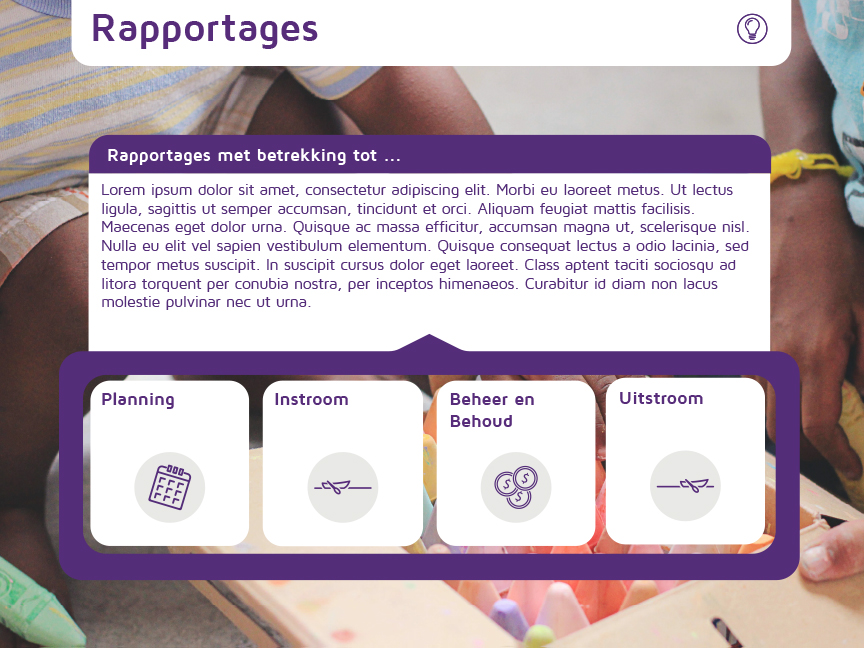 Rapportages
Rapportages met betrekking tot ...
Lorem ipsum dolor sit amet, consectetur adipiscing elit. Morbi eu laoreet metus. Ut lectus
ligula, sagittis ut semper accumsan, tincidunt et orci. Aliquam feugiat mattis facilisis.
Maecenas eget dolor urna. Quisque ac massa efficitur, accumsan magna ut, scelerisque nisl.
Nulla eu elit vel sapien vestibulum elementum. Quisque consequat lectus a odio lacinia, sed
tempor metus suscipit. In suscipit cursus dolor eget laoreet. Class aptent taciti sociosqu ad
litora torquent per conubia nostra, per inceptos himenaeos. Curabitur id diam non lacus
molestie pulvinar nec ut urna.
Planning
Instroom
Beheer en
Behoud
Uitstroom